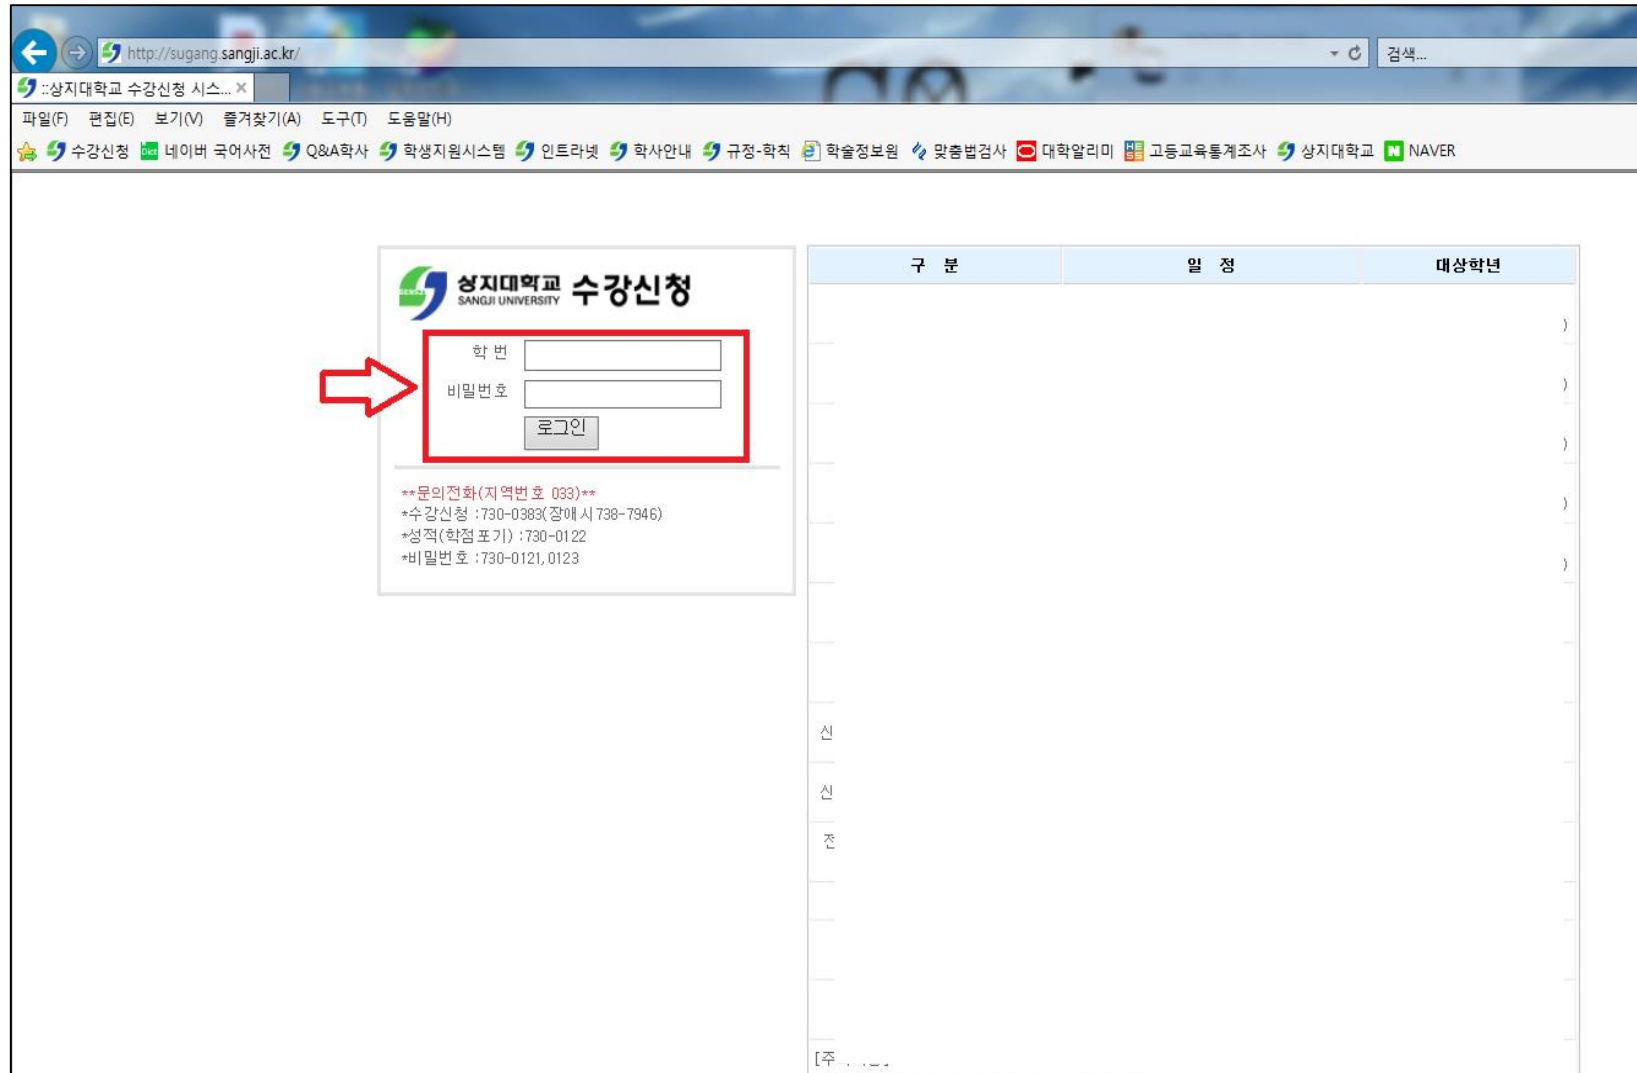 http://sugang.sangji.ac.kr/
검색...
::상지대학교 수강신청 시스... ×
파일(F) 편집(E) 보기(V) 즐겨찾기(A) 도구(T) 도움말(H)
수강신청 Dict 네이버 국어사전 Q&A학사 학생지원시스템 인트라넷 학사안내 규정-학칙 학술정보원 맞춤법검사 대학알리미 고등교육통계조사 상지대학교 N NAVER
상지대학교 수강신청
SANGJI UNIVERSITY
학 번
비밀번호
로그인
**문의전화(지역번호 033)**
*수강신청 :730-0383(장애시738-7946)
*성적(학점포기) :730-0122
*비밀번호 :730-0121,0123
구 분 일 정 대상학년
)
)
)
)
)
신
신
전
[주